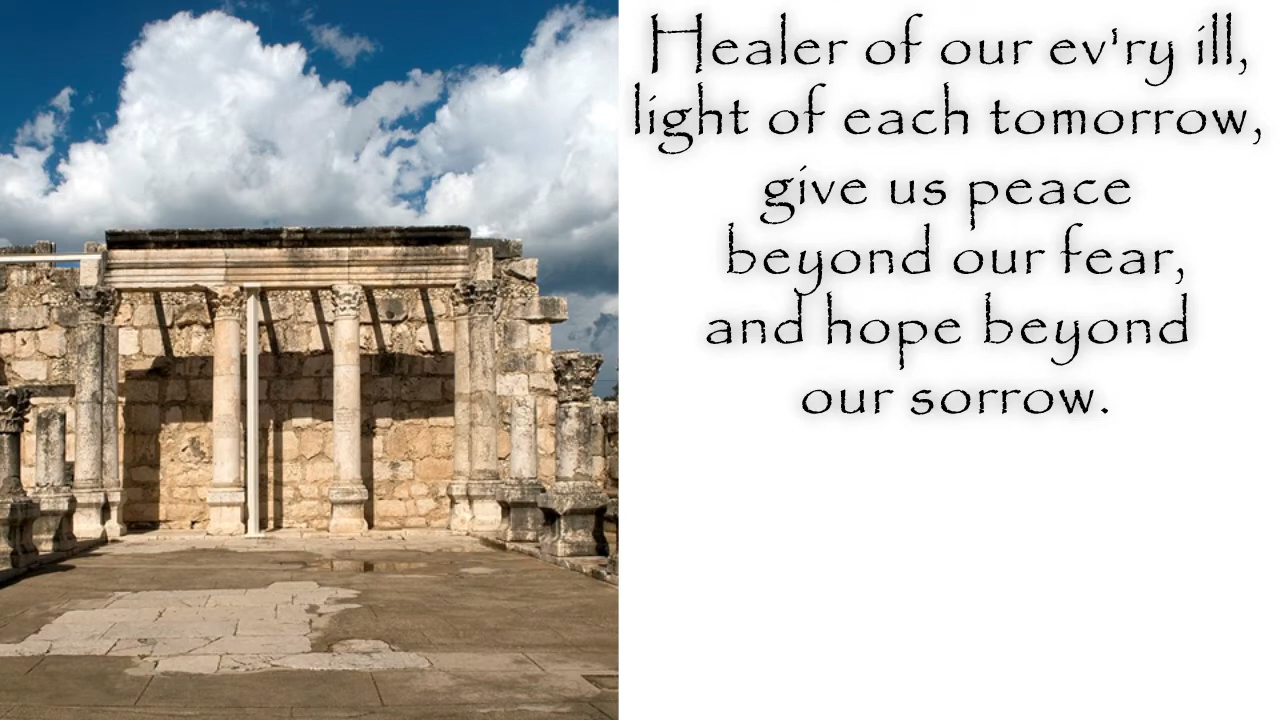 Healer of our ev'ry ill,
light of each tomorrow,
give us peace
beyond our fear,
and hope beyond
our sorrow.